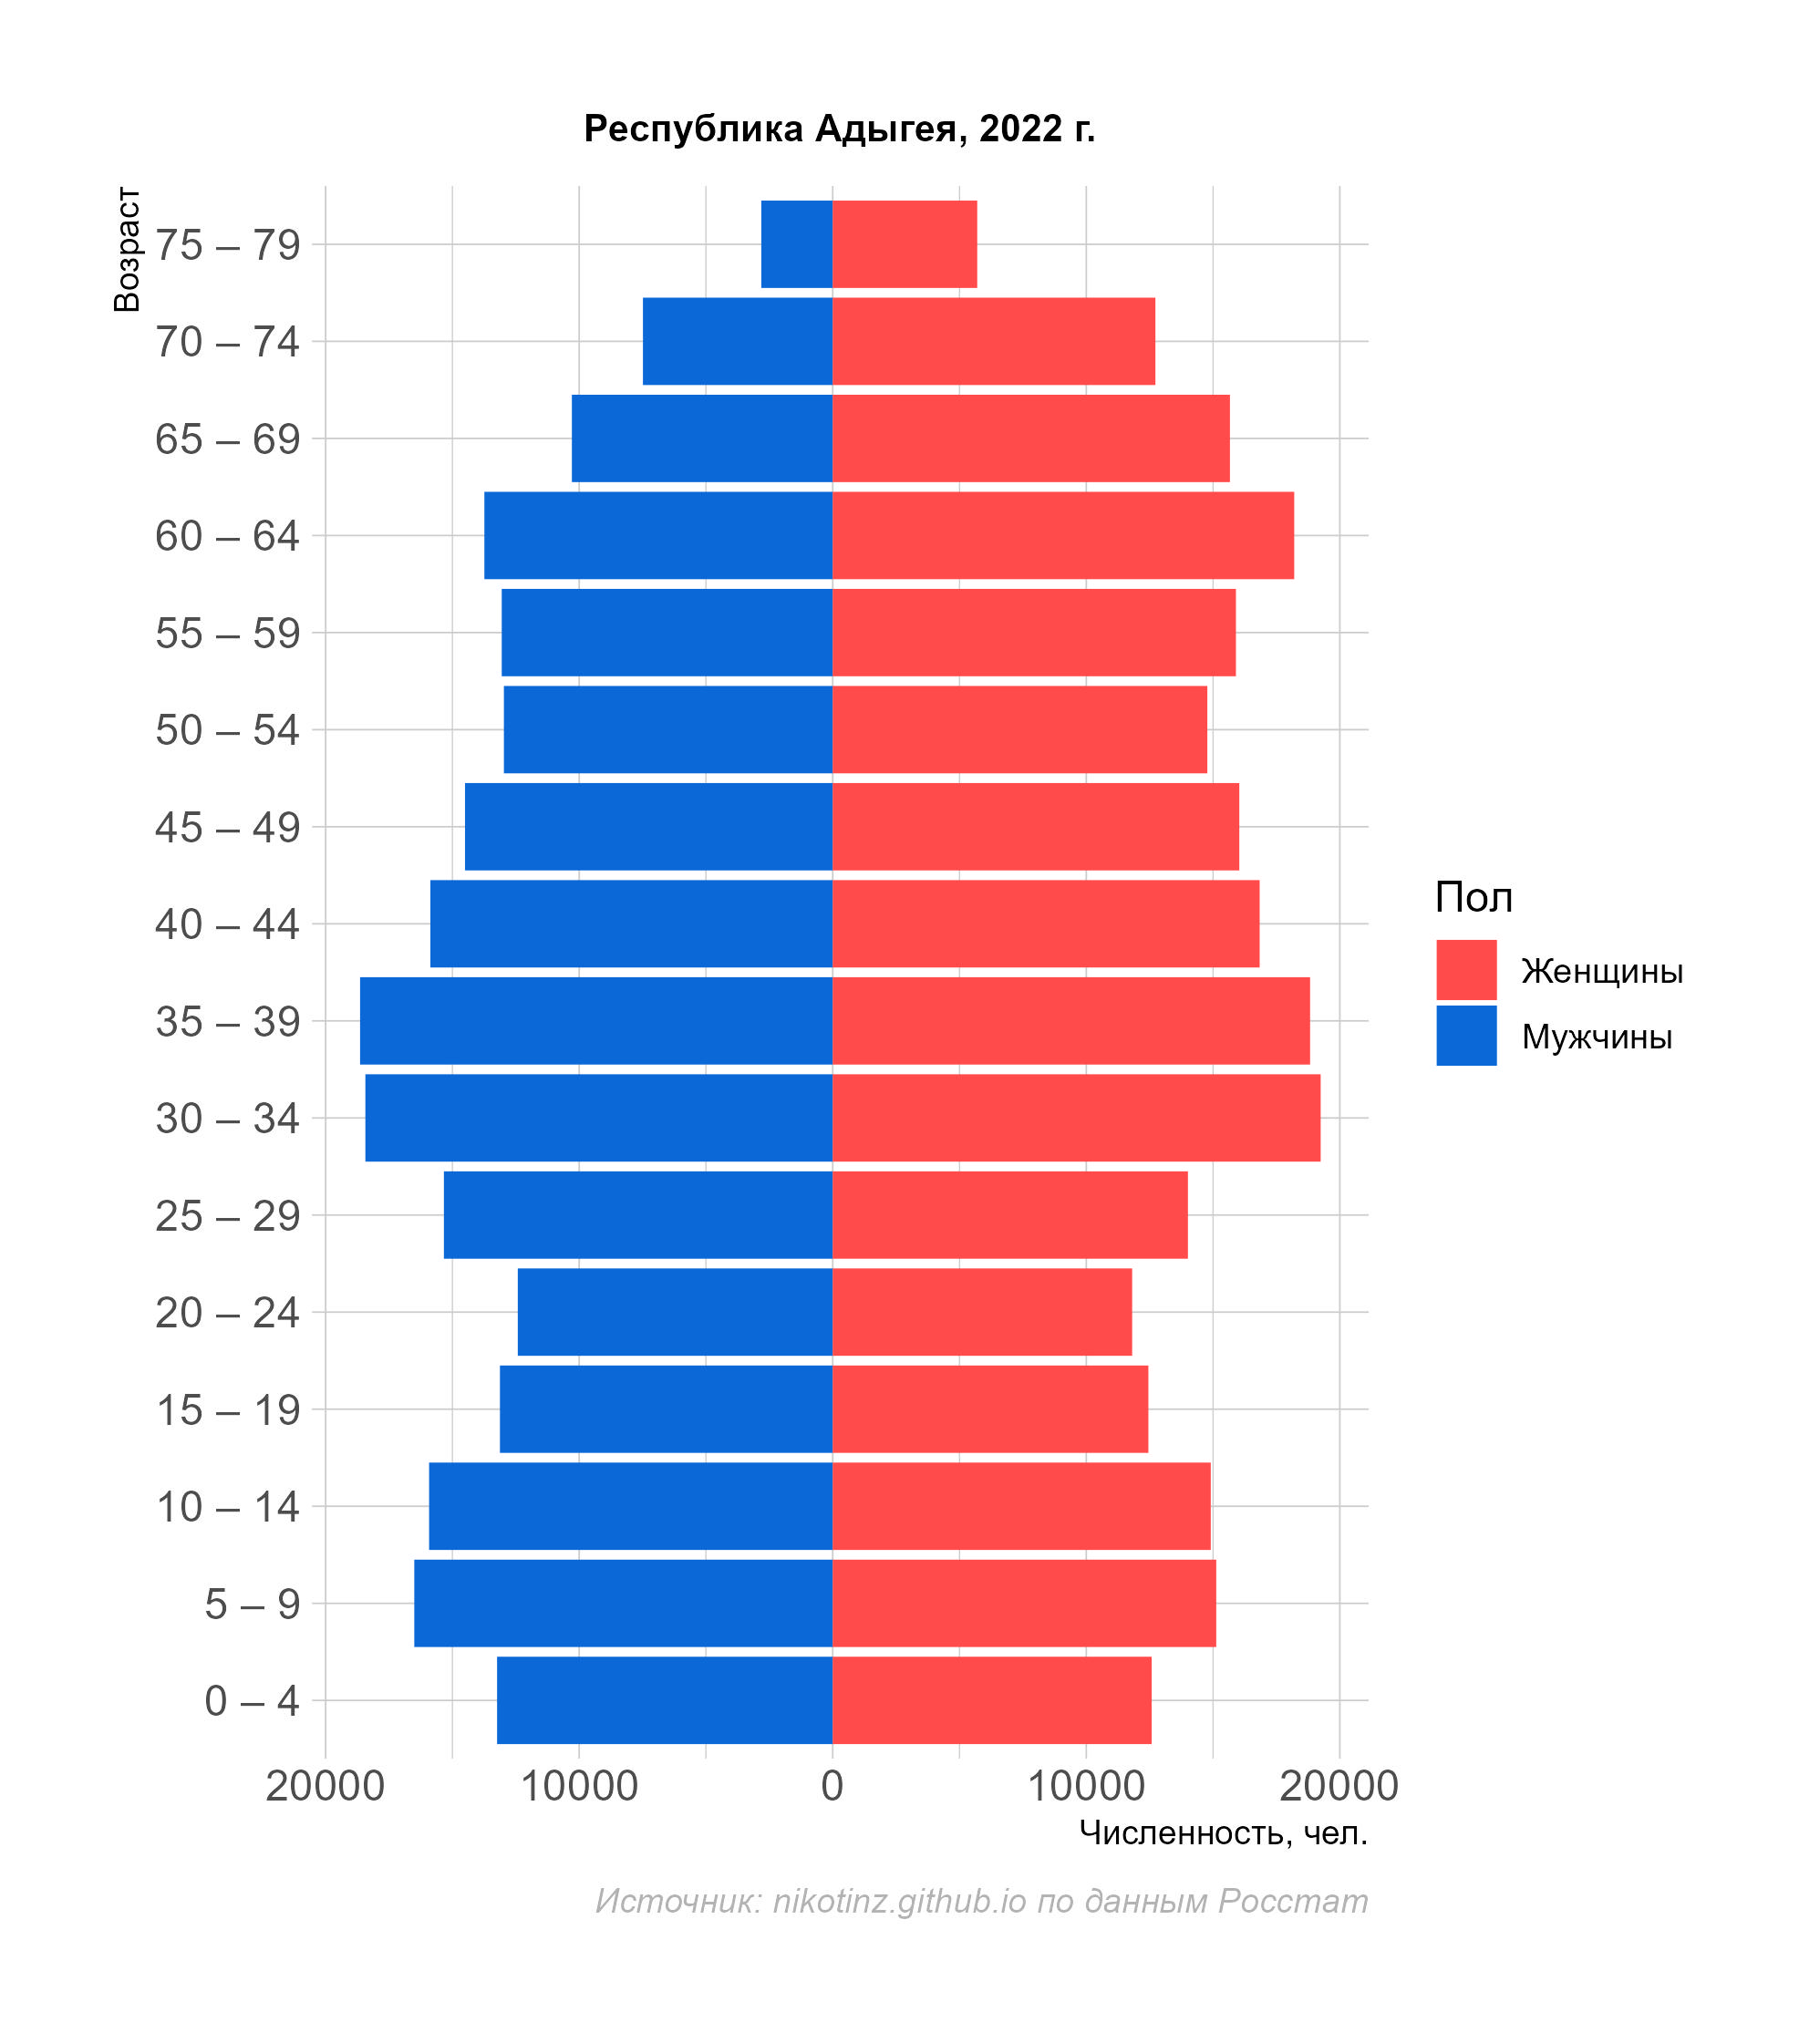 Республика Адыгея, 2022 г.
Возраст
75 – 79
70 – 74
65 – 69
60 – 64
55 – 59
50 – 54
45 – 49
40 – 44
35 – 39
30 – 34
25 – 29
20 – 24
15 – 19
10 – 14
5 – 9
0 – 4
20000 10000 0 10000 20000
Численность, чел.
Пол
Женщины
Мужчины
Источник: nikotinz.github.io по данным Росстат